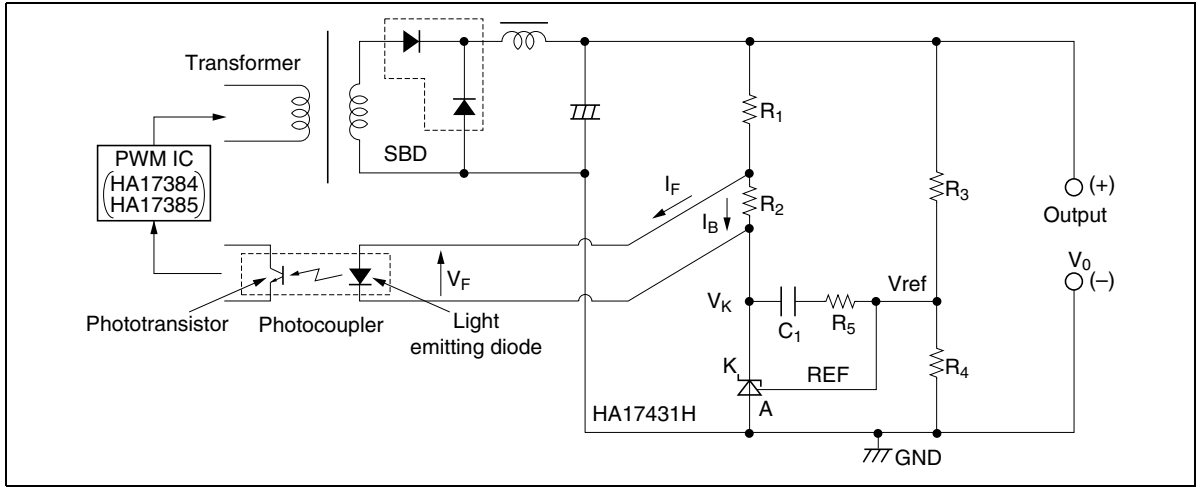 Transformer
SBD
PWM IC
HA17384
HA17385
R1
R2
R3
IF
IB
(+)
Output
V0
(–)
VF
Phototransistor
Photocoupler
Light
emitting diode
VK
C1
R5
Vref
R4
K
REF
A
HA17431H
GND